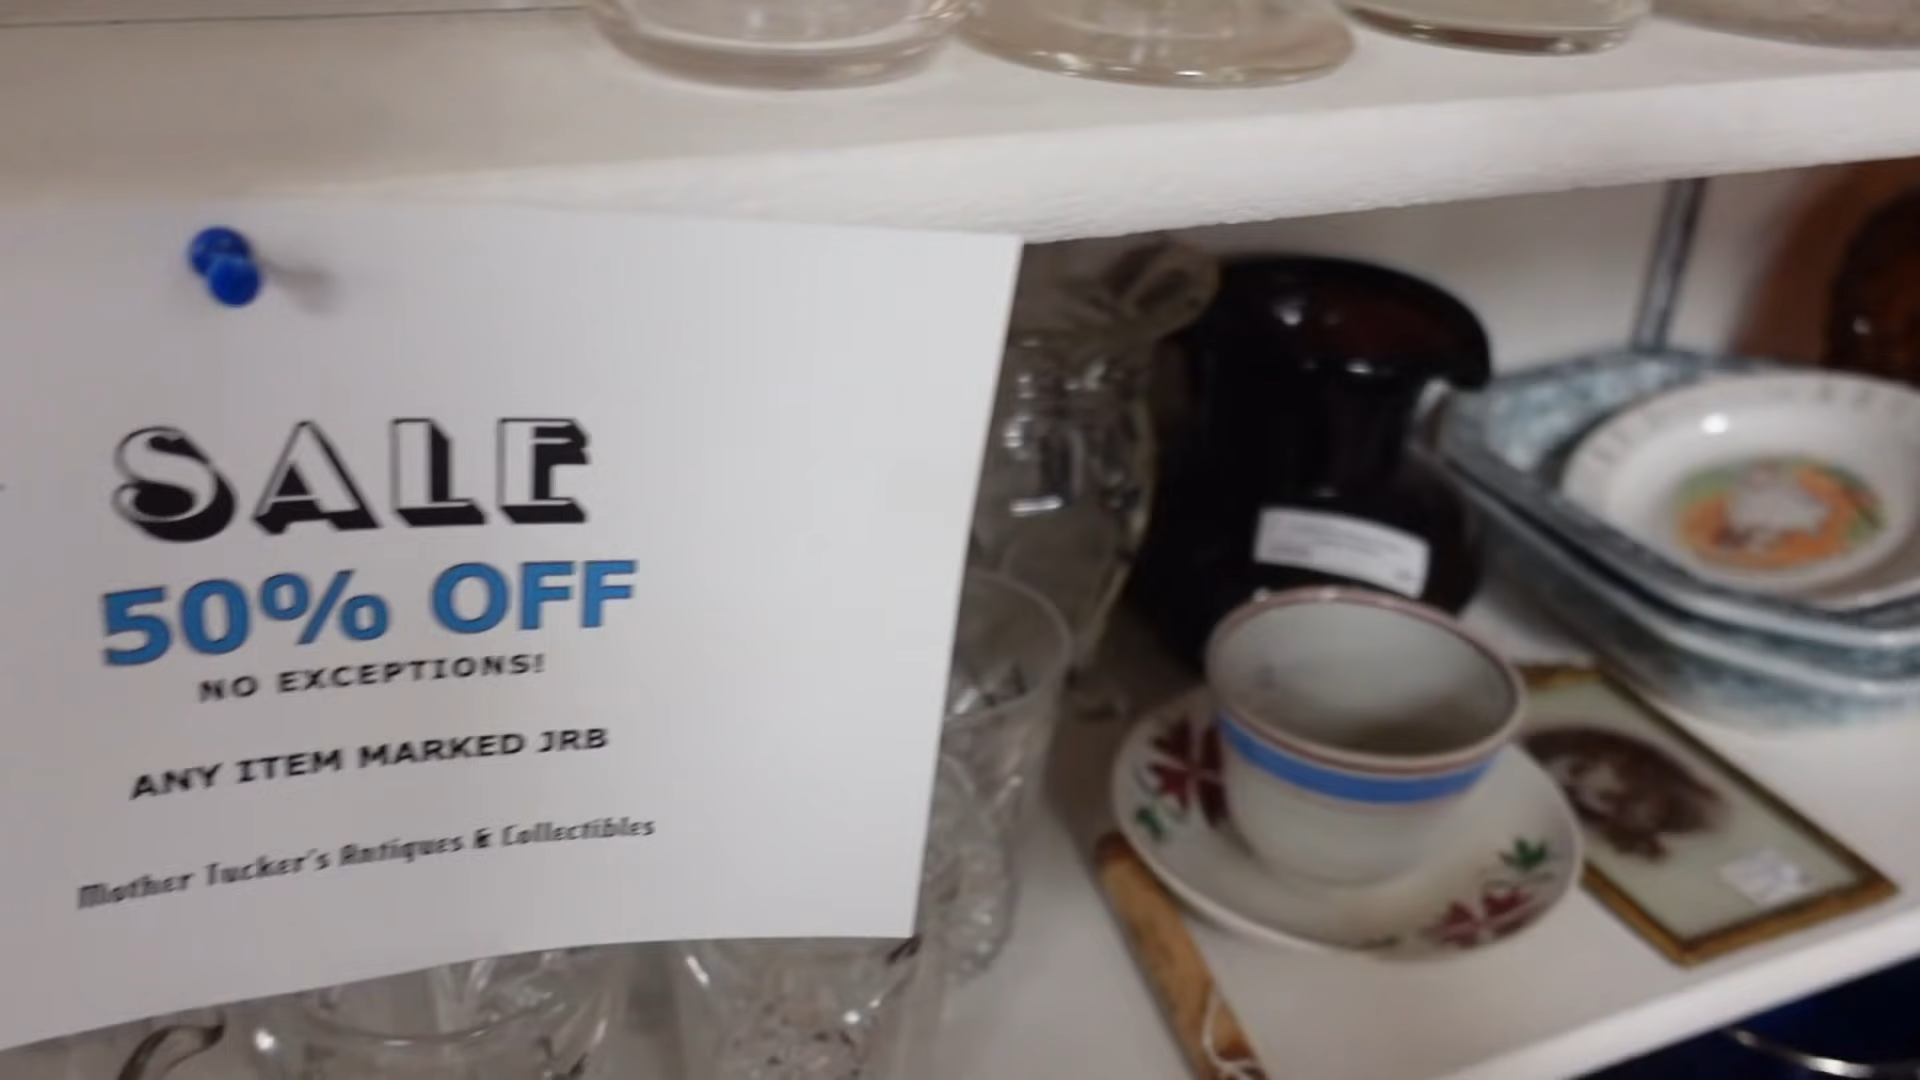 SALE
50% OFF
NO EXCEPTIONS!
ANY ITEM MARKED JRB
Mother Tucker's Antiques & Collectibles